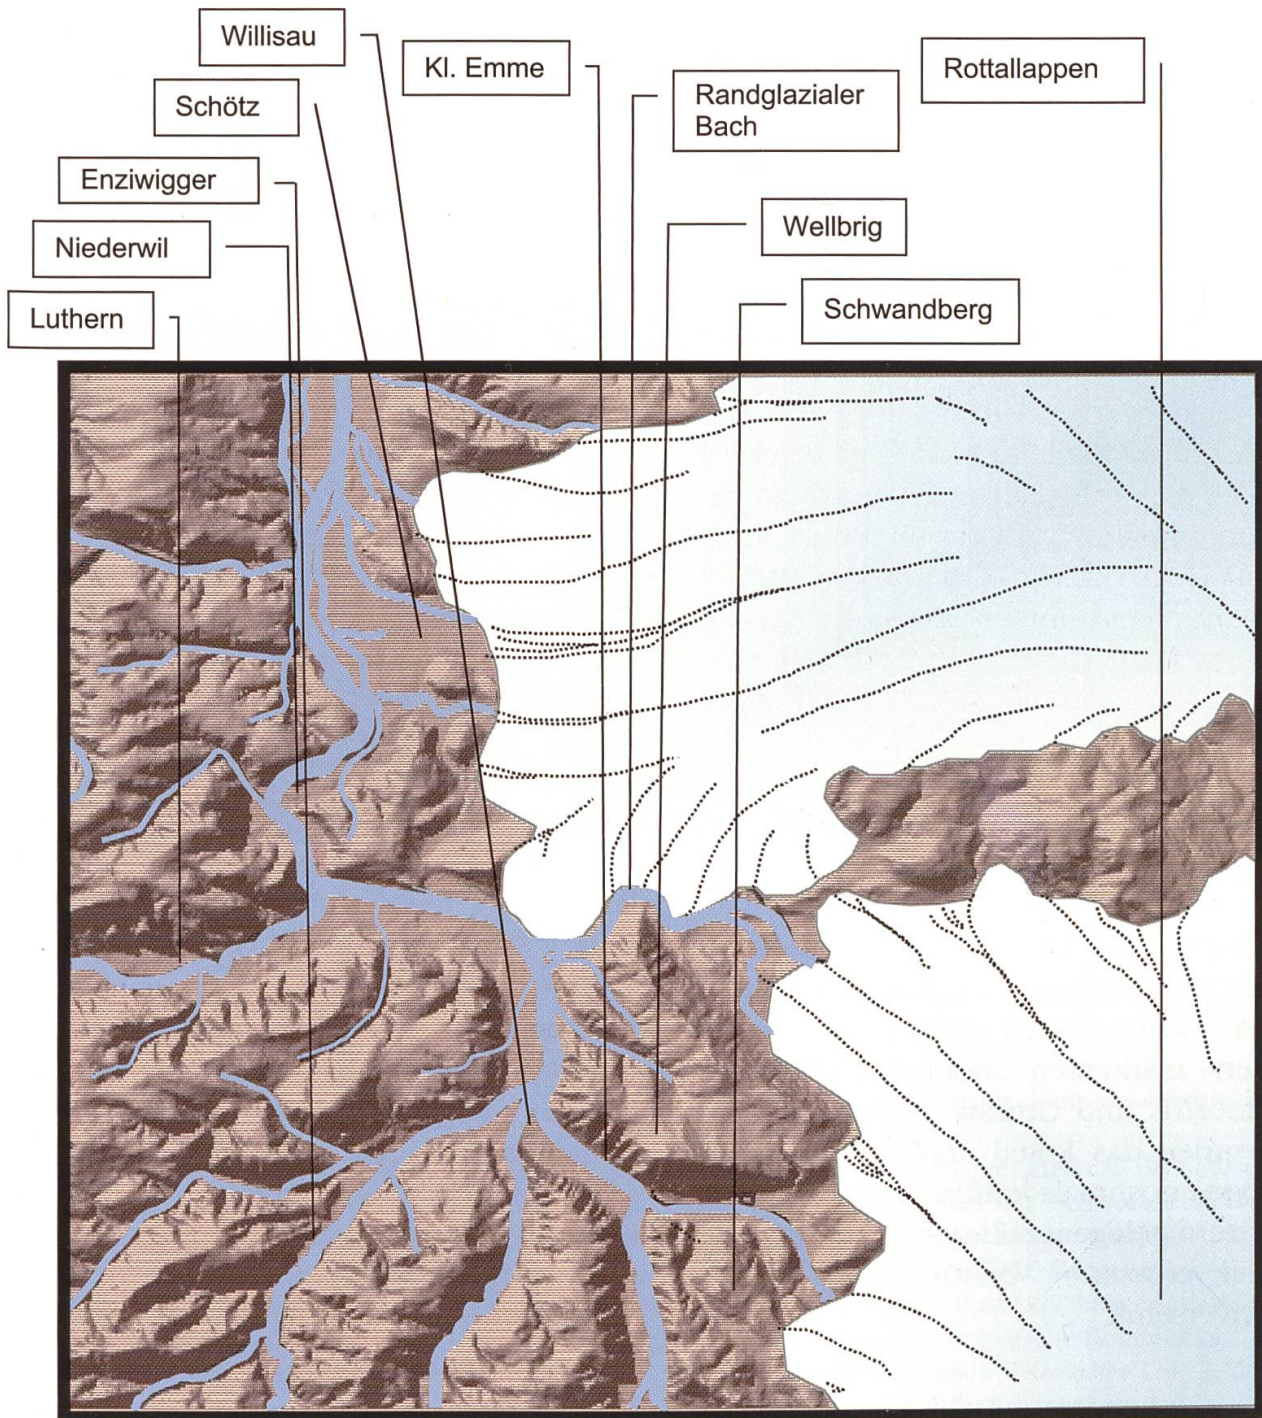 Willisau
Kl. Emme
Rottallappen
Schötz
Randglazialer
Bach
Enziwigger
Wellbrig
Niederwil
Luthern
Schwandberg